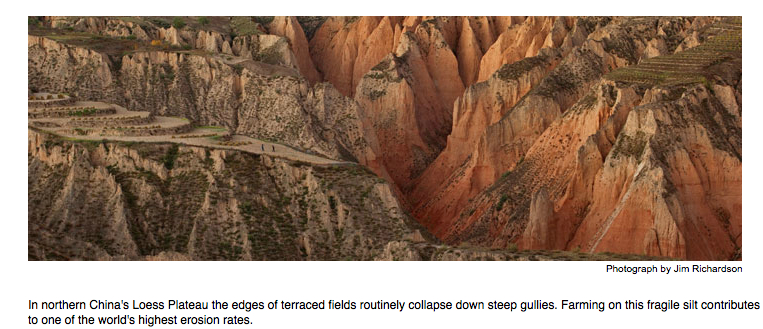 Photograph by Jim Richardson
In northern China's Loess Plateau the edges of terraced fields routinely collapse down steep gullies. Farming on this fragile silt contributes
to one of the world's highest erosion rates.